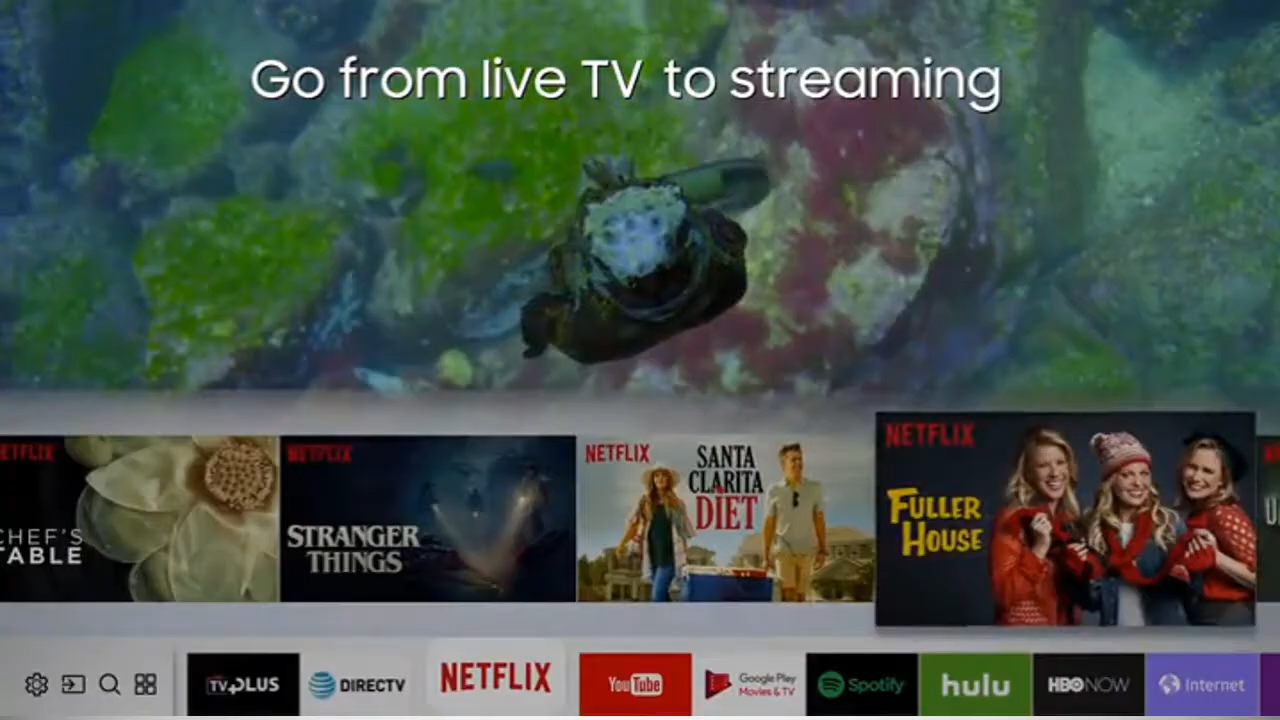 Go from live TV to streaming
NETFLIX
CHEF'S
TABLE
NETFLIX
STRANGER
THINGS
NETFLIX
SANTA
CLARITA
DIET
NETFLIX
FULLER
HOUSE
TV PLUS
DIRECTV
NETFLIX
YouTube
Google Play
Movies & TV
Spotify
hulu
HBO NOW
Internet